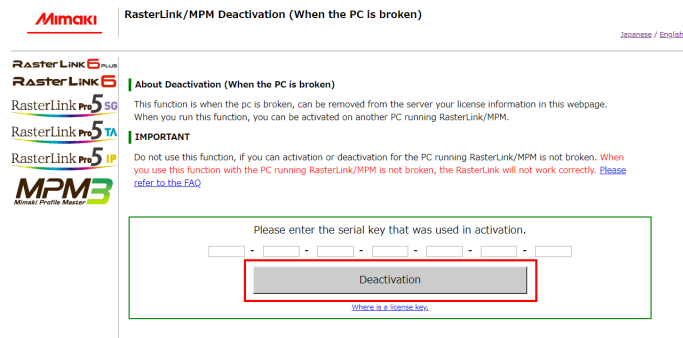 Mimaki
RasterLink/MPM Deactivation (When the PC is broken)
Japanese / English
RasterLink6PLUS
RasterLink6
RasterLink Pro5 SG
RasterLink Pro5 TA
RasterLink Pro5 IP
MPM3
Mimaki Profile Master
About Deactivation (When the PC is broken)
This function is when the pc is broken, can be removed from the server your license information in this webpage.
When you run this function, you can be activated on another PC running RasterLink/MPM.
IMPORTANT
Do not use this function, if you can activation or deactivation for the PC running RasterLink/MPM is not broken. When
you use this function with the PC running RasterLink/MPM is not broken, the RasterLink will not work correctly. Please
refer to the FAQ
Please enter the serial key that was used in activation.
- - - - - -
Deactivation
Where is a license key.